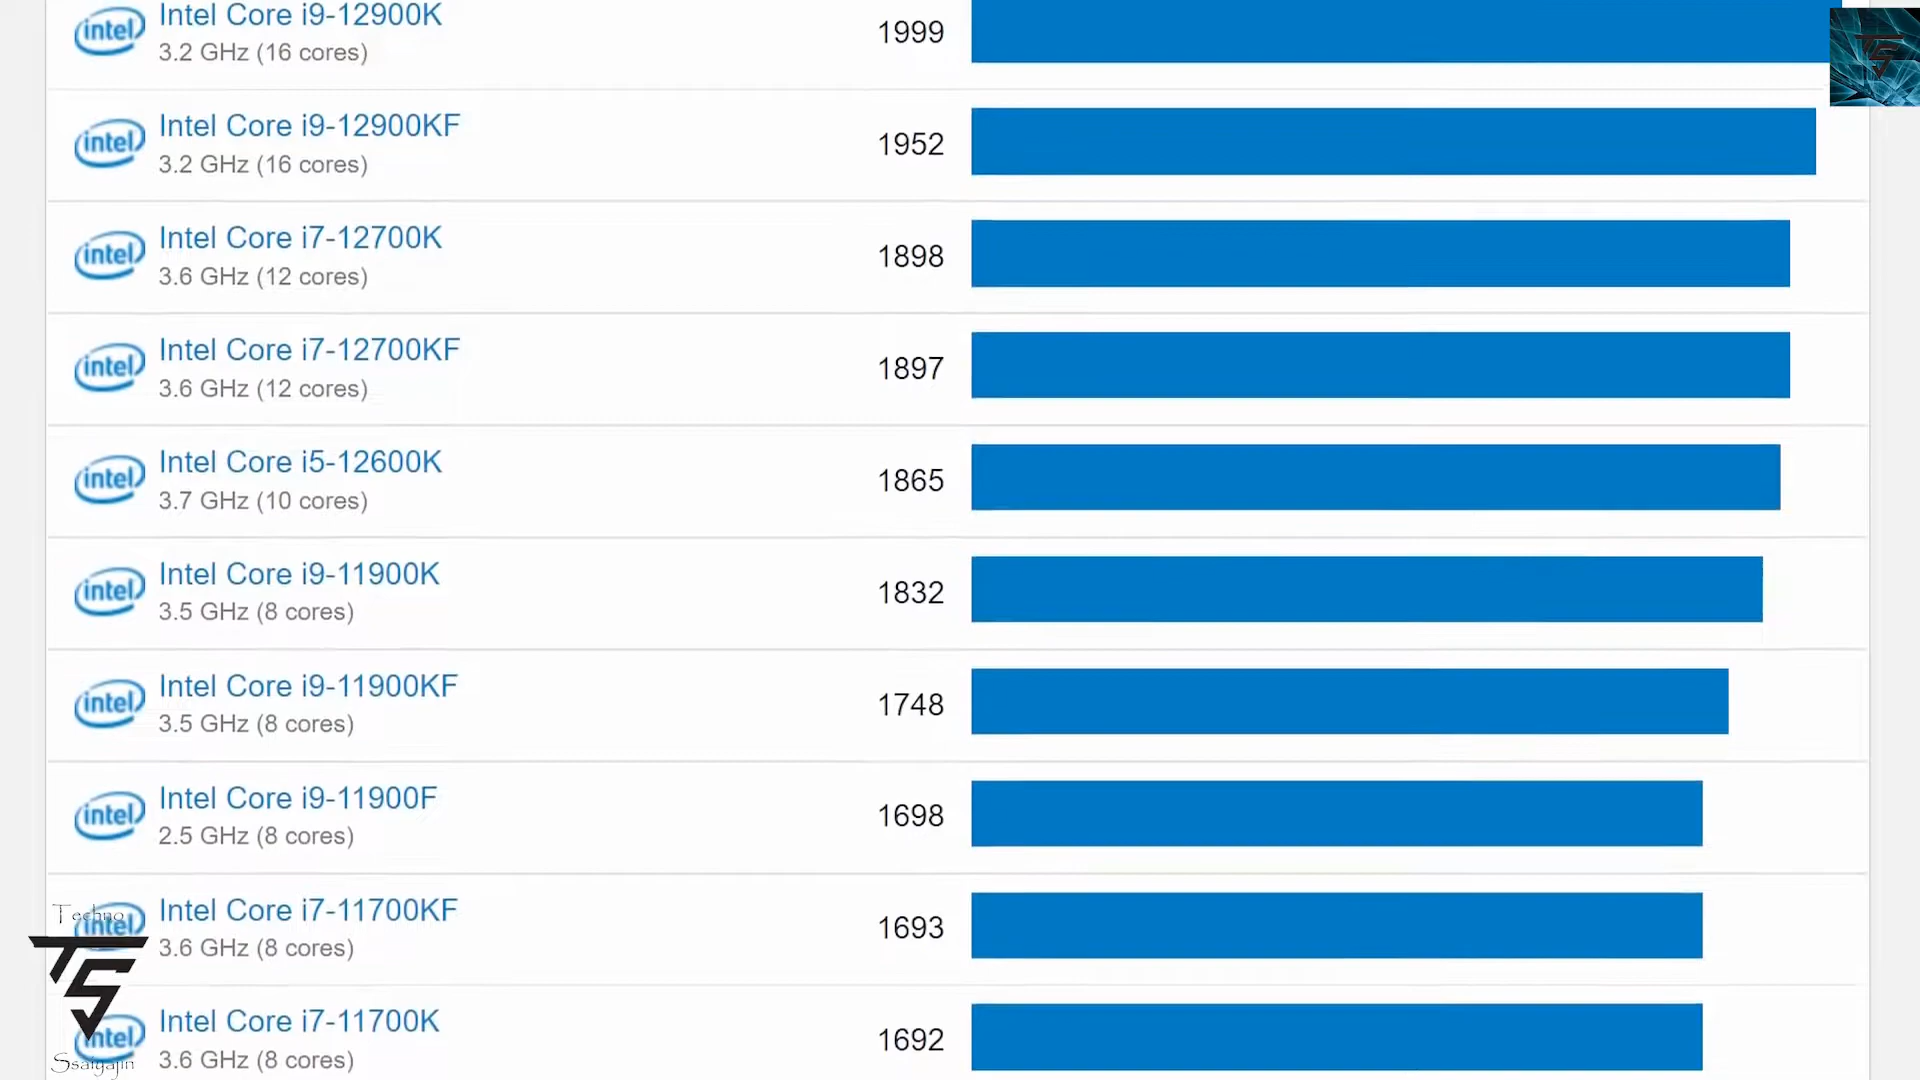 Intel Core i9-12900K
3.2 GHz (16 cores)
1999
Intel Core i9-12900KF
3.2 GHz (16 cores)
1952
Intel Core i7-12700K
3.6 GHz (12 cores)
1898
Intel Core i7-12700KF
3.6 GHz (12 cores)
1897
Intel Core i5-12600K
3.7 GHz (10 cores)
1865
Intel Core i9-11900K
3.5 GHz (8 cores)
1832
Intel Core i9-11900KF
3.5 GHz (8 cores)
1748
Intel Core i9-11900F
2.5 GHz (8 cores)
1698
Intel Core i7-11700KF
3.6 GHz (8 cores)
1693
Intel Core i7-11700K
3.6 GHz (8 cores)
1692
intel
intel
intel
intel
intel
intel
intel
intel
intel
intel
Techno
TS
Ssaiyajin
TS